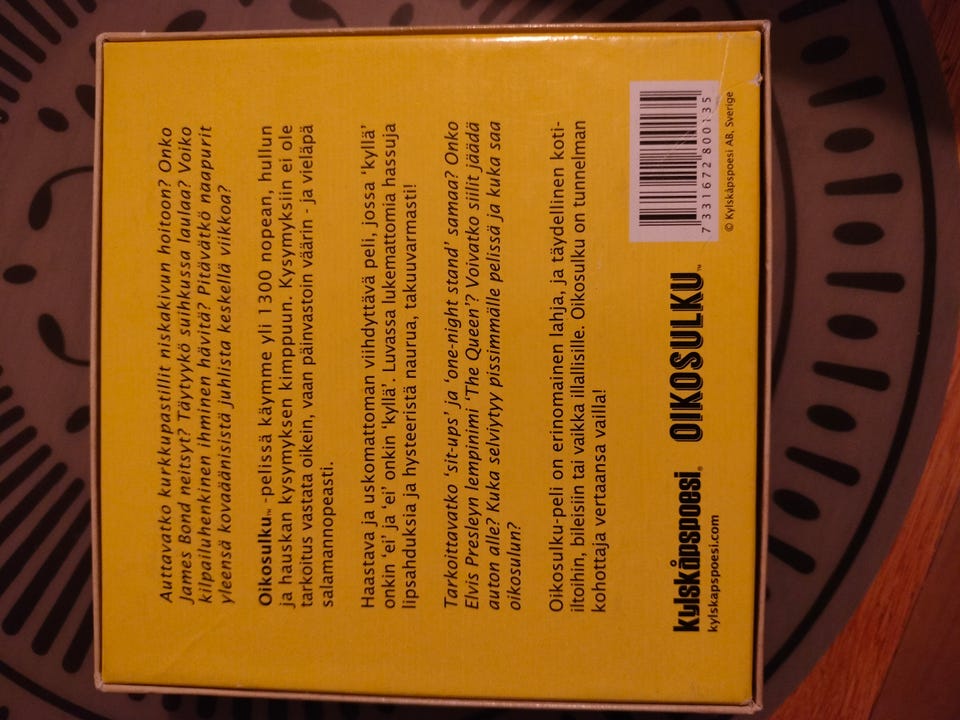 Auttavatko kurkkupastillit niskakivun hoitoon? Onko
James Bond neitsyt? Täytyykö suihkussa laulaa? Voiko
kilpailuhenkinen ihminen hävitä? Pitävätkö naapurit
yleensä kovaäänisistä juhlista keskellä viikkoa?
Oikosulku™ -pelissä käymme yli 1300 nopean, hullun
ja hauskan kysymyksen kimppuun. Kysymyksiin ei ole
tarkoitus vastata oikein, vaan päinvastoin väärin - ja vieläpä
salamannopeasti.
Haastava ja uskomattoman viihdyttävä peli, jossa 'kyllä'
onkin 'ei' ja 'ei' onkin 'kyllä'. Luvassa lukemattomia hassuja
lipsahduksia ja hysteeristä naurua, takuuvarmasti!
Tarkoittavatko 'sit-ups' ja 'one-night stand' samaa? Onko
Elvis Presleyn lempinimi 'The Queen'? Voivatko siilit jäädä
auton alle? Kuka selviytyy pissimmälle pelissä ja kuka saa
oikosulun?
Oikosulku-peli on erinomainen lahja, ja täydellinen koti-
iltoihin, bileisiin tai vaikka illallisille. Oikosulku on tunnelman
kohottaja vertaansa vailla!
kylskåpspoesi® OIKOSULKU™
kylskapspoesi.com
7 331672 800135
© Kylskåpspoesi AB, Sverige